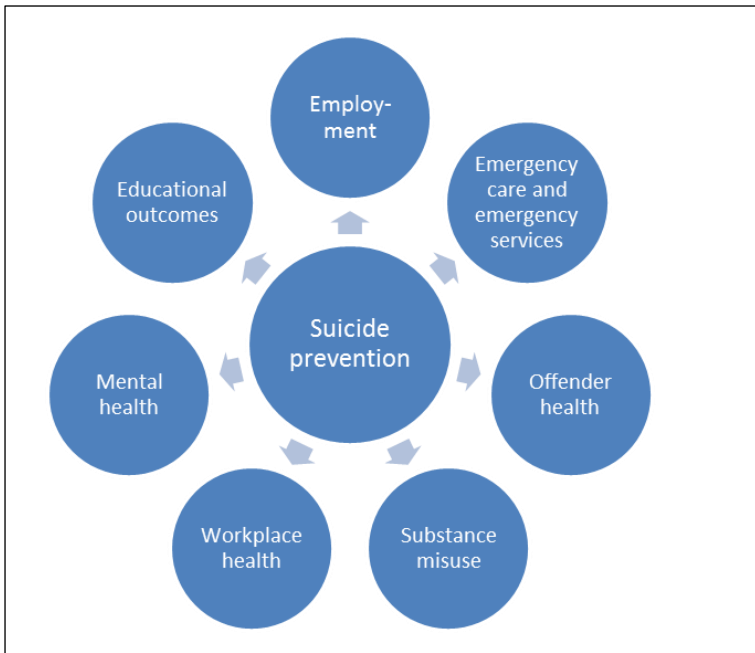 Employ-
ment
Emergency
care and
emergency
services
Educational
outcomes
Suicide
prevention
Mental
health
Offender
health
Workplace
health
Substance
misuse